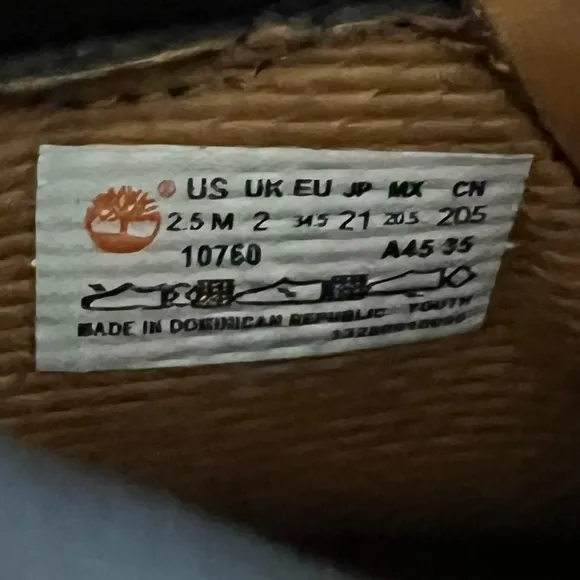 ® US UK EU JP MX CN
2.5 M 2 34.5 21 20.5 205
10760 A45 35
MADE IN DOMINICAN REPUBLIC YOUTH